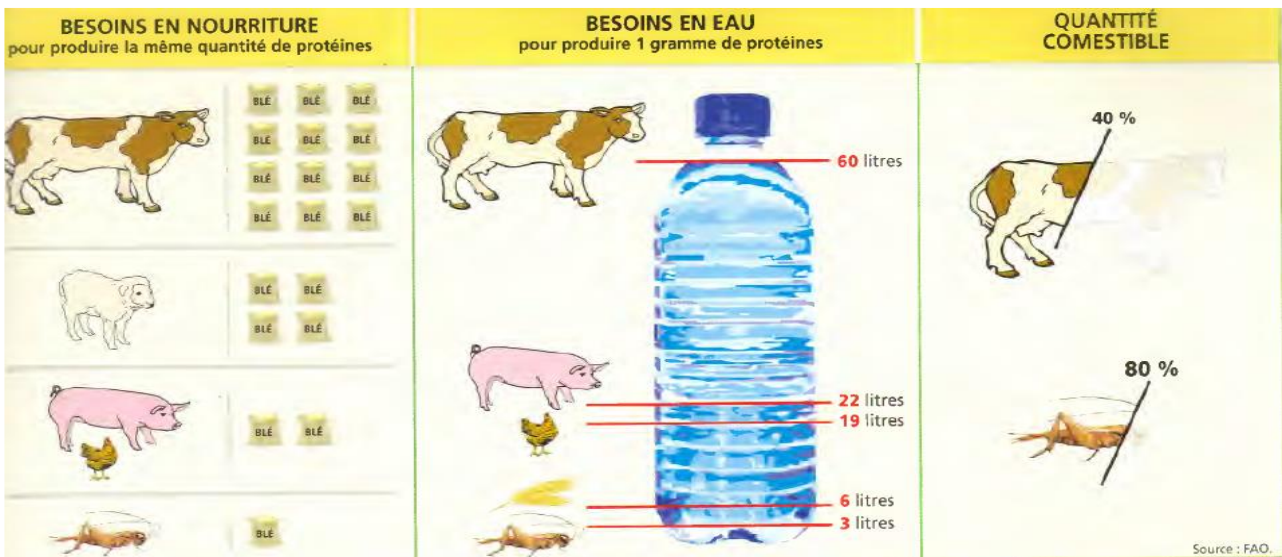 BESOINS EN NOURRITURE
pour produire la même quantité de protéines
BLÉ BLÉ BLÉ
BLÉ BLÉ BLÉ
BLÉ BLÉ BLÉ
BLÉ BLÉ BLÉ
BLÉ BLÉ
BLÉ BLÉ
BLÉ BLÉ
BLÉ
BESOINS EN EAU
pour produire 1 gramme de protéines
60 litres
22 litres
19 litres
6 litres
3 litres
QUANTITÉ
COMESTIBLE
40 %
80 %
Source : FAO.